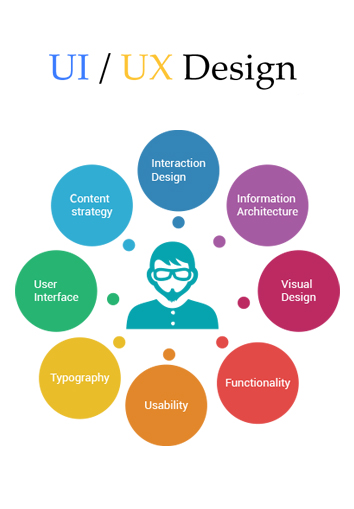 UI / UX Design
Interaction
Design
Information
Architecture
Visual
Design
Functionality
Usability
Typography
User
Interface
Content
strategy